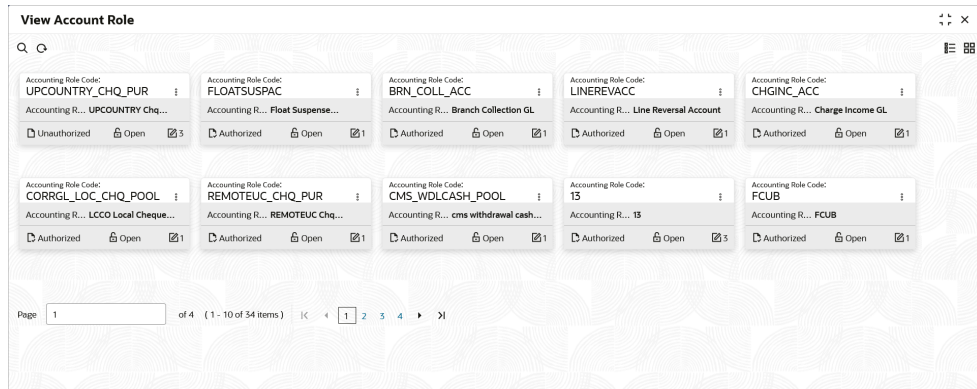 View Account Role
Accounting Role Code:
UPCOUNTRY_CHQ_PUR
Accounting R... UPCOUNTRY Chq...
Unauthorized Open 3
Accounting Role Code:
FLOATSUSPAC
Accounting R... Float Suspense...
Authorized Open 1
Accounting Role Code:
BRN_COLL_ACC
Accounting R... Branch Collection GL
Authorized Open 1
Accounting Role Code:
LINEREVACC
Accounting R... Line Reversal Account
Authorized Open 1
Accounting Role Code:
CHGINC_ACC
Accounting R... Charge Income GL
Authorized Open 1
Accounting Role Code:
CORRGL_LOC_CHQ_POOL
Accounting R... LCCO Local Cheque...
Authorized Open 1
Accounting Role Code:
REMOTEUC_CHQ_PUR
Accounting R... REMOTEUC Chq...
Authorized Open 1
Accounting Role Code:
CMS_WDLCASH_POOL
Accounting R... cms withdrawal cash...
Authorized Open 1
Accounting Role Code:
13
Accounting R... 13
Authorized Open 3
Accounting Role Code:
FCUB
Accounting R... FCUB
Authorized Open 1
Page 1 of 4 ( 1 - 10 of 34 items ) 1 2 3 4